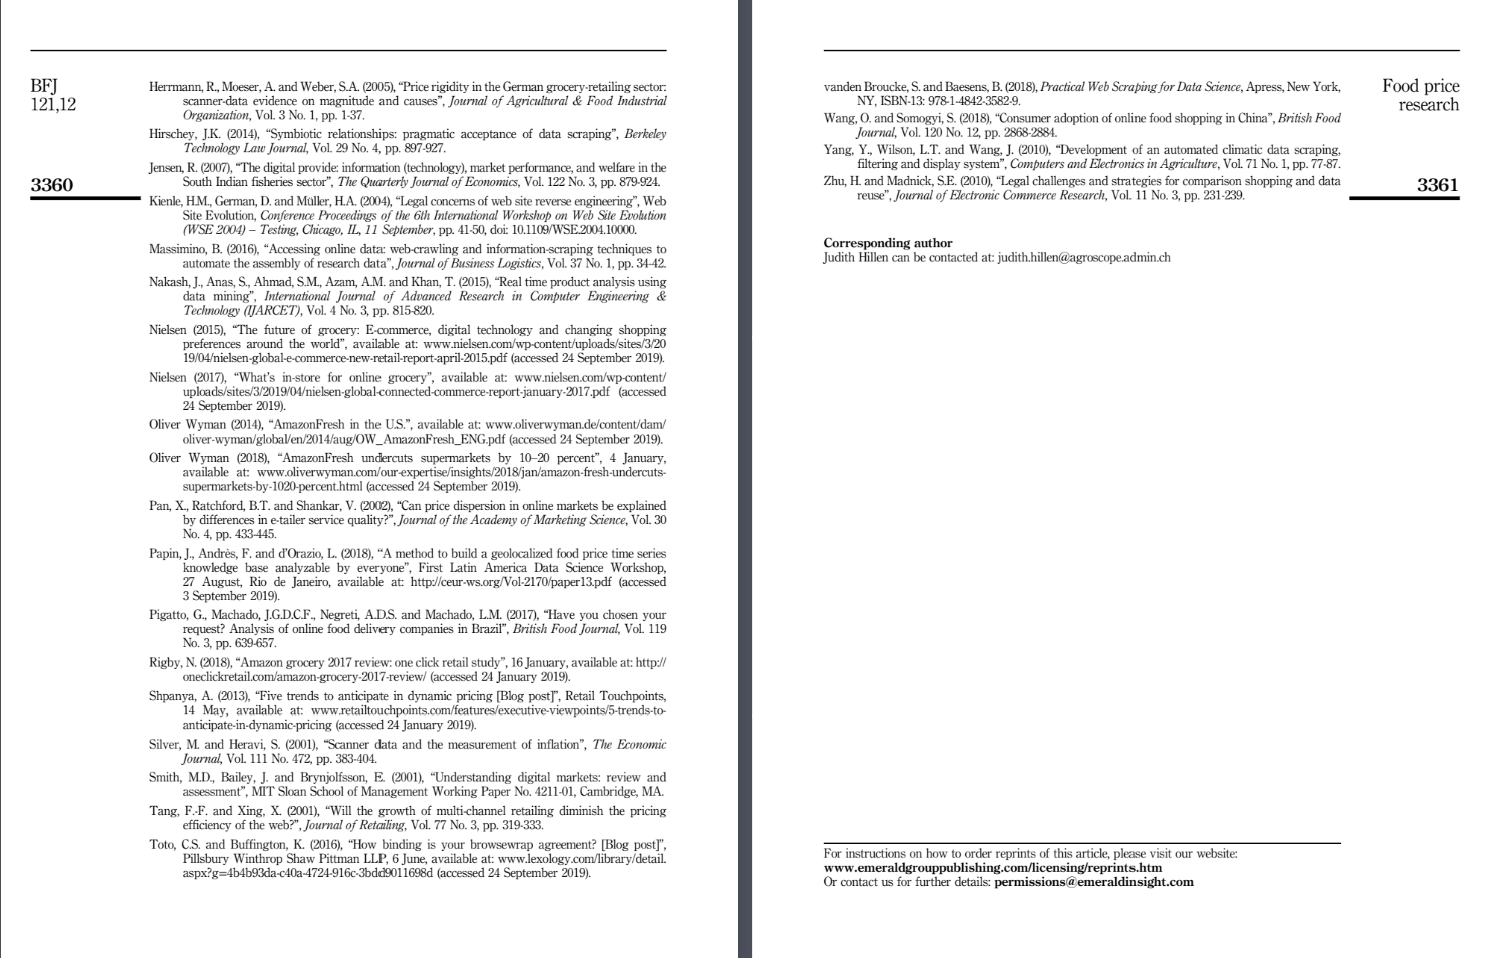 BFJ
121,12
3360
Herrmann, R., Moeser, A. and Weber, S.A. (2005), “Price rigidity in the German grocery-retailing sector:
scanner-data evidence on magnitude and causes”, Journal of Agricultural & Food Industrial
Organization, Vol. 3 No. 1, pp. 1-37.
Hirschey, J.K. (2014), “Symbiotic relationships: pragmatic acceptance of data scraping”, Berkeley
Technology Law Journal, Vol. 29 No. 4, pp. 897-927.
Jensen, R. (2007), “The digital provide: information (technology), market performance, and welfare in the
South Indian fisheries sector”, The Quarterly Journal of Economics, Vol. 122 No. 3, pp. 879-924.
Kienle, H.M., German, D. and Müller, H.A. (2004), “Legal concerns of web site reverse engineering”, Web
Site Evolution, Conference Proceedings of the 6th International Workshop on Web Site Evolution
(WSE 2004) – Testing, Chicago, IL, 11 September, pp. 41-50, doi: 10.1109/WSE.2004.10000.
Massimino, B. (2016), “Accessing online data: web-crawling and information-scraping techniques to
automate the assembly of research data”, Journal of Business Logistics, Vol. 37 No. 1, pp. 34-42.
Nakash, J., Anas, S., Ahmad, S.M., Azam, A.M. and Khan, T. (2015), “Real time product analysis using
data mining”, International Journal of Advanced Research in Computer Engineering &
Technology (IJARCET), Vol. 4 No. 3, pp. 815-820.
Nielsen (2015), “The future of grocery: E-commerce, digital technology and changing shopping
preferences around the world”, available at: www.nielsen.com/wp-content/uploads/sites/3/20
19/04/nielsen-global-e-commerce-new-retail-report-april-2015.pdf (accessed 24 September 2019).
Nielsen (2017), “What’s in-store for online grocery”, available at: www.nielsen.com/wp-content/
uploads/sites/3/2019/04/nielsen-global-connected-commerce-report-january-2017.pdf (accessed
24 September 2019).
Oliver Wyman (2014), “AmazonFresh in the U.S.”, available at: www.oliverwyman.de/content/dam/
oliver-wyman/global/en/2014/aug/OW_AmazonFresh_ENG.pdf (accessed 24 September 2019).
Oliver Wyman (2018), “AmazonFresh undercuts supermarkets by 10–20 percent”, 4 January,
available at: www.oliverwyman.com/our-expertise/insights/2018/jan/amazon-fresh-undercuts-
supermarkets-by-1020-percent.html (accessed 24 September 2019).
Pan, X., Ratchford, B.T. and Shankar, V. (2002), “Can price dispersion in online markets be explained
by differences in e-tailer service quality?”, Journal of the Academy of Marketing Science, Vol. 30
No. 4, pp. 433-445.
Papin, J., Andrès, F. and d’Orazio, L. (2018), “A method to build a geolocalized food price time series
knowledge base analyzable by everyone”, First Latin America Data Science Workshop,
27 August, Rio de Janeiro, available at: http://ceur-ws.org/Vol-2170/paper13.pdf (accessed
3 September 2019).
Pigatto, G., Machado, J.G.D.C.F., Negreti, A.D.S. and Machado, L.M. (2017), “Have you chosen your
request? Analysis of online food delivery companies in Brazil”, British Food Journal, Vol. 119
No. 3, pp. 639-657.
Rigby, N. (2018), “Amazon grocery 2017 review: one click retail study”, 16 January, available at: http://
oneclickretail.com/amazon-grocery-2017-review/ (accessed 24 January 2019).
Shpanya, A. (2013), “Five trends to anticipate in dynamic pricing [Blog post]”, Retail Touchpoints,
14 May, available at: www.retailtouchpoints.com/features/executive-viewpoints/5-trends-to-
anticipate-in-dynamic-pricing (accessed 24 January 2019).
Silver, M. and Heravi, S. (2001), “Scanner data and the measurement of inflation”, The Economic
Journal, Vol. 111 No. 472, pp. 383-404.
Smith, M.D., Bailey, J. and Brynjolfsson, E. (2001), “Understanding digital markets: review and
assessment”, MIT Sloan School of Management Working Paper No. 4211-01, Cambridge, MA.
Tang, F.-F. and Xing, X. (2001), “Will the growth of multi-channel retailing diminish the pricing
efficiency of the web?”, Journal of Retailing, Vol. 77 No. 3, pp. 319-333.
Toto, C.S. and Buffington, K. (2016), “How binding is your browsewrap agreement? [Blog post]”,
Pillsbury Winthrop Shaw Pittman LLP, 6 June, available at: www.lexology.com/library/detail.
aspx?g=4b4b93da-c40a-4724-916c-3bdd9011698d (accessed 24 September 2019).
vanden Broucke, S. and Baesens, B. (2018), Practical Web Scraping for Data Science, Apress, New York,
NY, ISBN-13: 978-1-4842-3582-9.
Wang, O. and Somogyi, S. (2018), “Consumer adoption of online food shopping in China”, British Food
Journal, Vol. 120 No. 12, pp. 2868-2884.
Yang, Y., Wilson, L.T. and Wang, J. (2010), “Development of an automated climatic data scraping,
filtering and display system”, Computers and Electronics in Agriculture, Vol. 71 No. 1, pp. 77-87.
Zhu, H. and Madnick, S.E. (2010), “Legal challenges and strategies for comparison shopping and data
reuse”, Journal of Electronic Commerce Research, Vol. 11 No. 3, pp. 231-239.
Food price
research
3361
Corresponding author
Judith Hillen can be contacted at: judith.hillen@agroscope.admin.ch
For instructions on how to order reprints of this article, please visit our website:
www.emeraldgrouppublishing.com/licensing/reprints.htm
Or contact us for further details: permissions@emeraldinsight.com